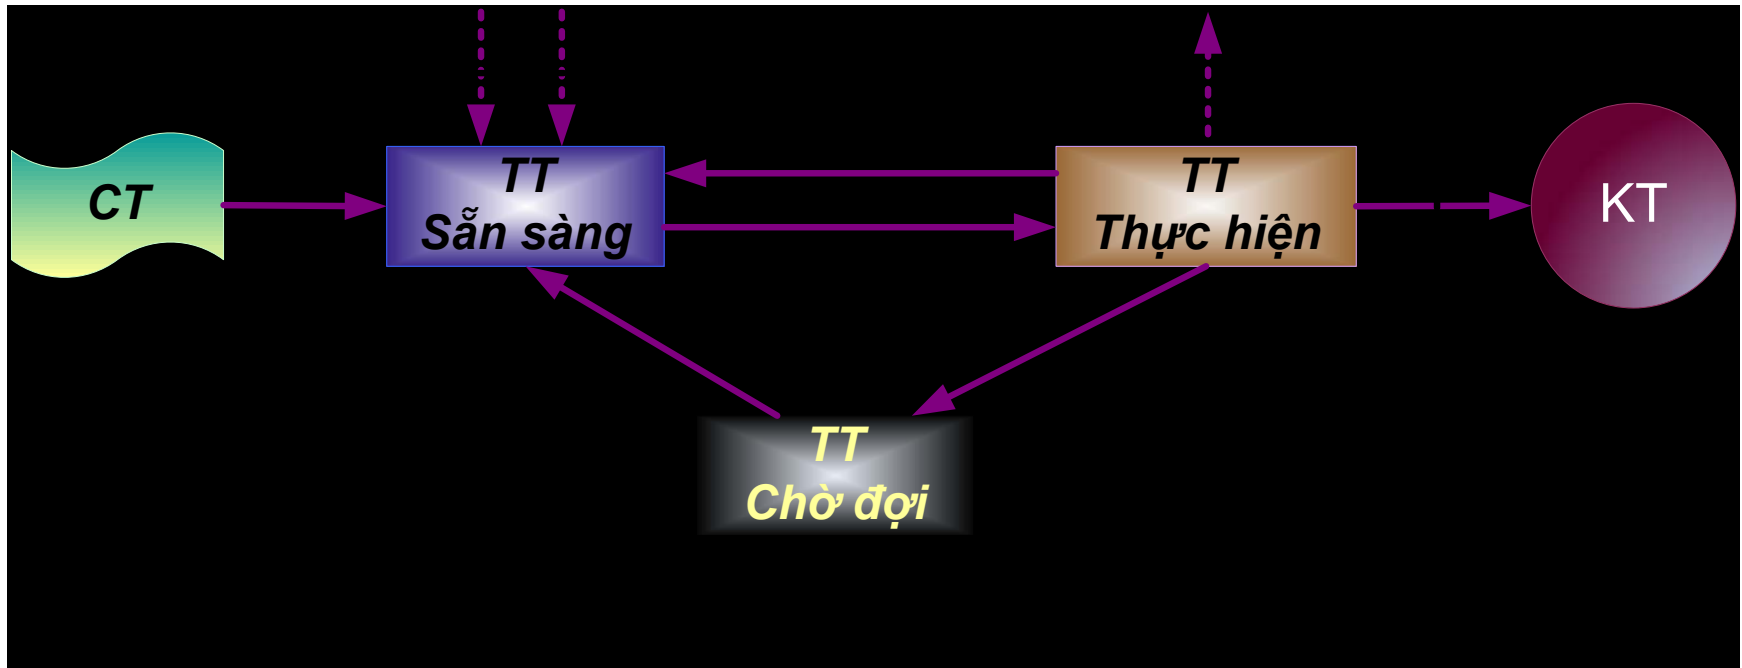 CT
TT
Sẵn sàng
TT
Thực hiện
KT
TT
Chờ đợi